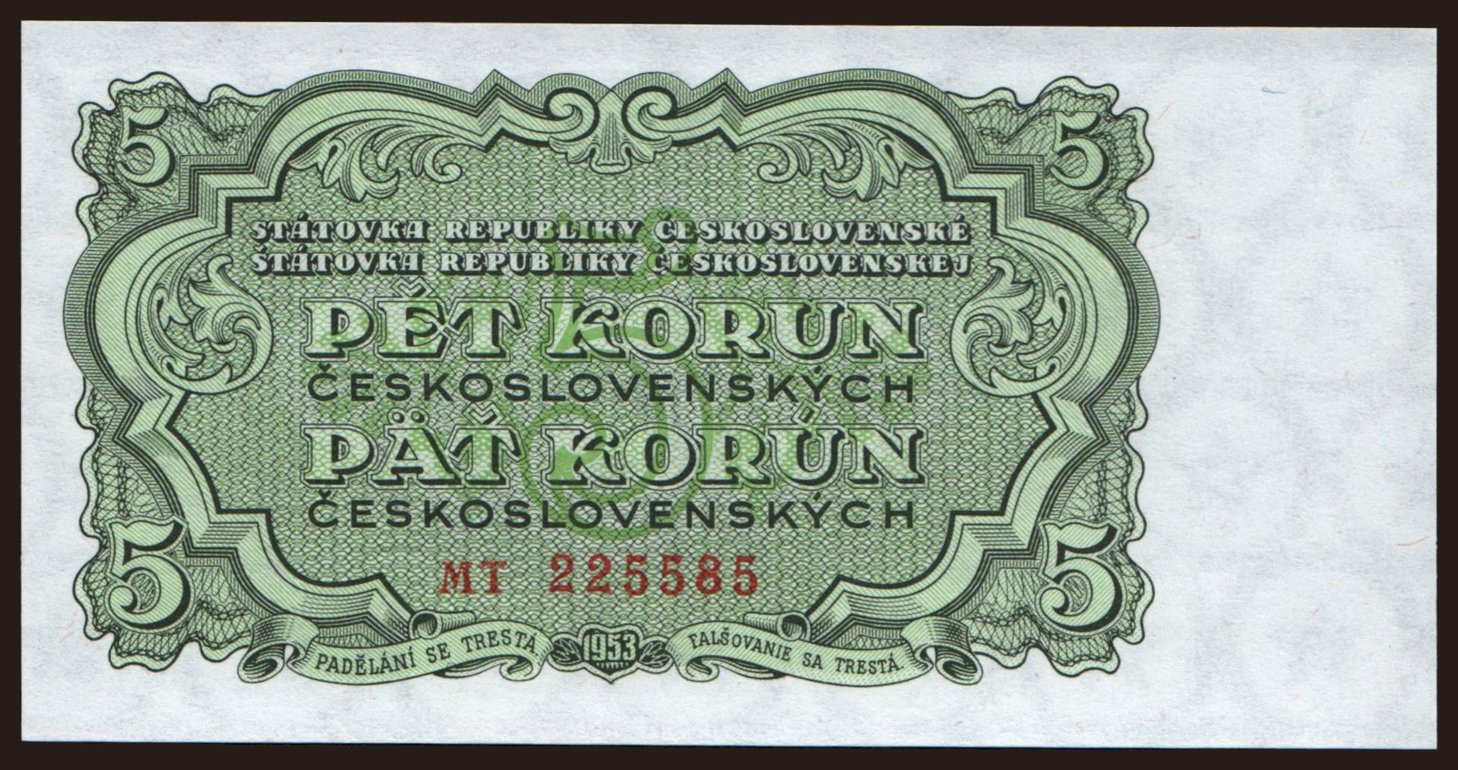 5 5
STÁTOVKA REPUBLIKY ČESKOSLOVENSKÉ
ŠTÁTOVKA REPUBLIKY ČESKOSLOVENSKEJ
PĚT KORUN
ČESKOSLOVENSKÝCH
PÄŤ KORÚN
ČESKOSLOVENSKÝCH
5
MT 225585
5 5
PADĚLÁNÍ SE TRESTÁ 1953 FALŠOVANIE SA TRESTÁ.